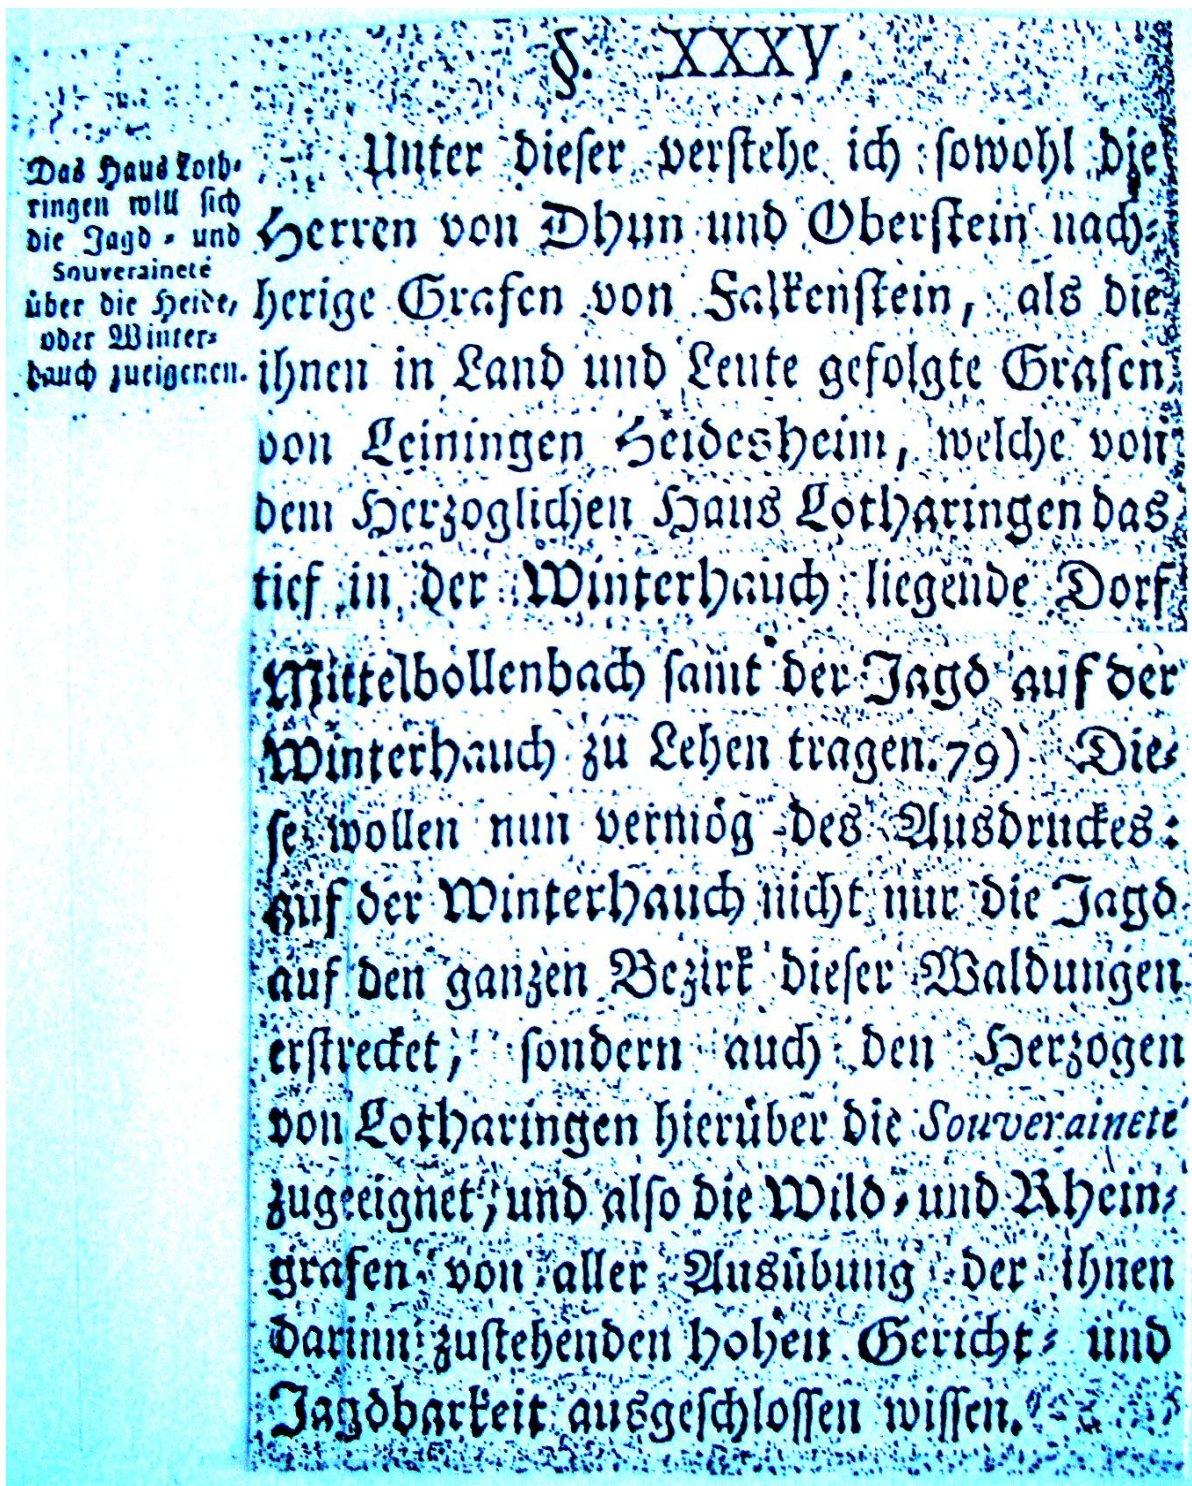 §. XXXV.
Das Haus Loth-
ringen will sich
die Jagd - und
Souveraineté
über die Heide,
oder Winter-
hauch zueigenen.
Unter dieser verstehe ich sowohl die
Herren von Dhun und Oberstein nach-
herige Grafen von Falkenstein, als die
ihnen in Land und Leute gefolgte Grafen
von Leiningen Heidesheim, welche von
dem Herzoglichen Haus Lotharingen das
tief in der Winterhauch liegende Dorf
Mittelbollenbach samt der Jagd auf der
Winterhauch zu Lehen tragen. 79) Die-
se wollen nun vermög des Ausdruckes:
auf der Winterhauch nicht nur die Jagd
auf den ganzen Bezirk dieser Waldungen
erstrecket, sondern auch den Herzogen
von Lotharingen hierüber die Souveraineté
zugeeignet, und also die Wild- und Rhein-
grafen von aller Ausübung der ihnen
darinn zustehenden hohen Gericht- und
Jagdbarkeit ausgeschlossen wissen.